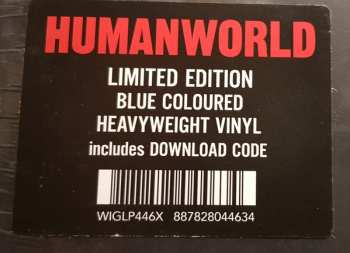 HUMANWORLD
LIMITED EDITION
BLUE COLOURED
HEAVYWEIGHT VINYL
includes DOWNLOAD CODE
WIGLP446X 887828044634